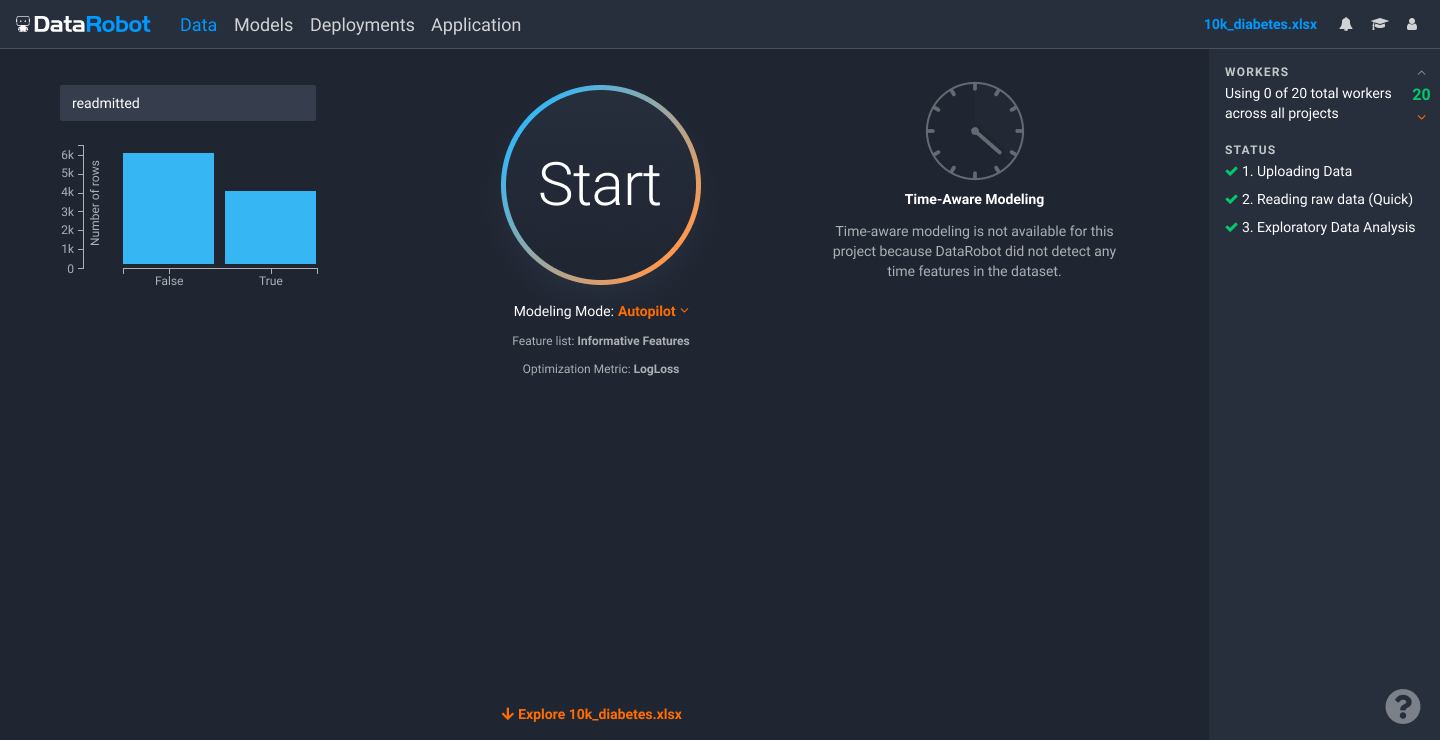 DataRobot Data Models Deployments Application 10k_diabetes.xlsx
readmitted
6k
5k
4k
3k
2k
1k
0
Number of rows
False True
Start
Modeling Mode: Autopilot
Feature list: Informative Features
Optimization Metric: LogLoss
Time-Aware Modeling
Time-aware modeling is not available for this
project because DataRobot did not detect any
time features in the dataset.
WORKERS
Using 0 of 20 total workers 20
across all projects
STATUS
1. Uploading Data
2. Reading raw data (Quick)
3. Exploratory Data Analysis
Explore 10k_diabetes.xlsx
?